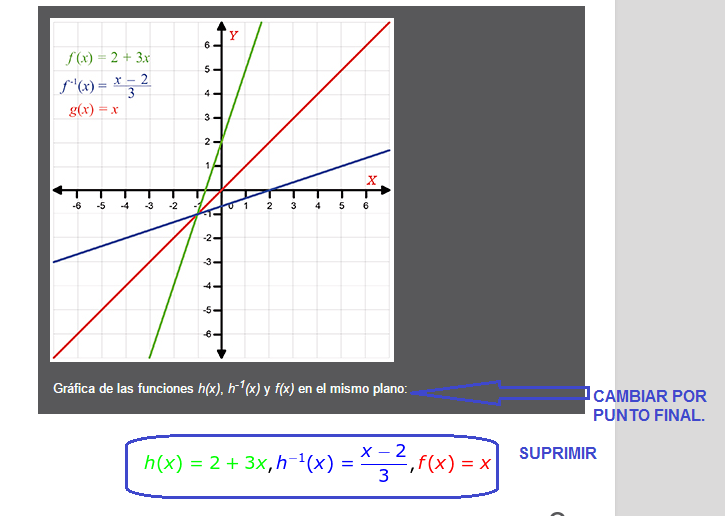 Y
f(x) = 2 + 3x
f⁻¹(x) = x − 2 / 3
g(x) = x
6
5
4
3
2
1
X
-6 -5 -4 -3 -2 -1 0 1 2 3 4 5 6
-1
-2
-3
-4
-5
-6
Gráfica de las funciones h(x), h⁻¹(x) y f(x) en el mismo plano:
CAMBIAR POR
PUNTO FINAL.
SUPRIMIR
h(x) = 2 + 3x, h⁻¹(x) = x − 2 / 3, f(x) = x